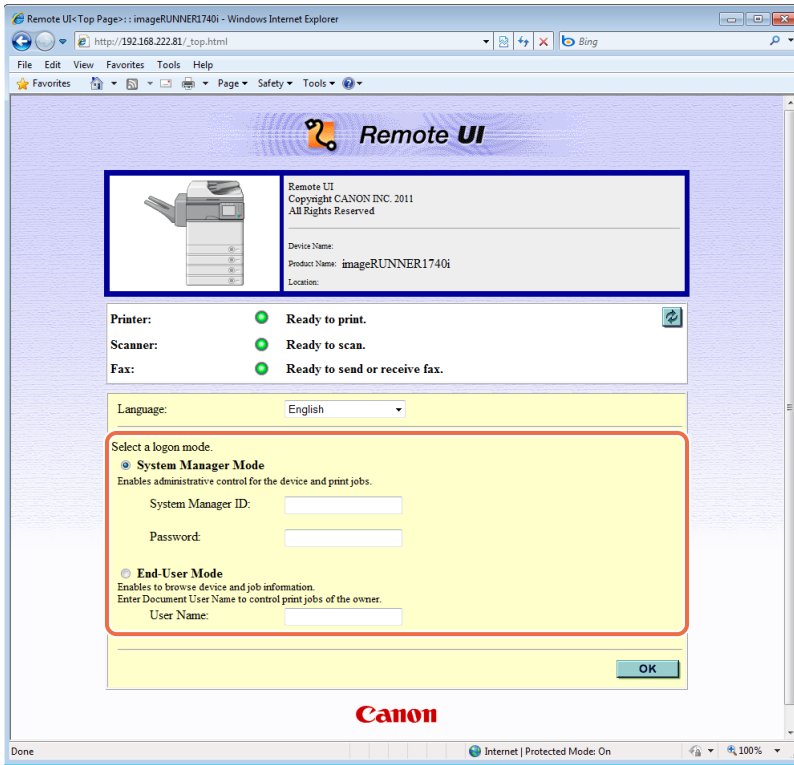 Remote UI<Top Page>: : imageRUNNER1740i - Windows Internet Explorer
http://192.168.222.81/_top.html
Bing
File Edit View Favorites Tools Help
Favorites Page Safety Tools
Remote UI
Remote UI
Copyright CANON INC. 2011
All Rights Reserved
Device Name:
Product Name: imageRUNNER1740i
Location:
Printer: Ready to print.
Scanner: Ready to scan.
Fax: Ready to send or receive fax.
Language: English
Select a logon mode.
System Manager Mode
Enables administrative control for the device and print jobs.
System Manager ID:
Password:
End-User Mode
Enables to browse device and job information.
Enter Document User Name to control print jobs of the owner.
User Name:
OK
Canon
Done Internet | Protected Mode: On 100%